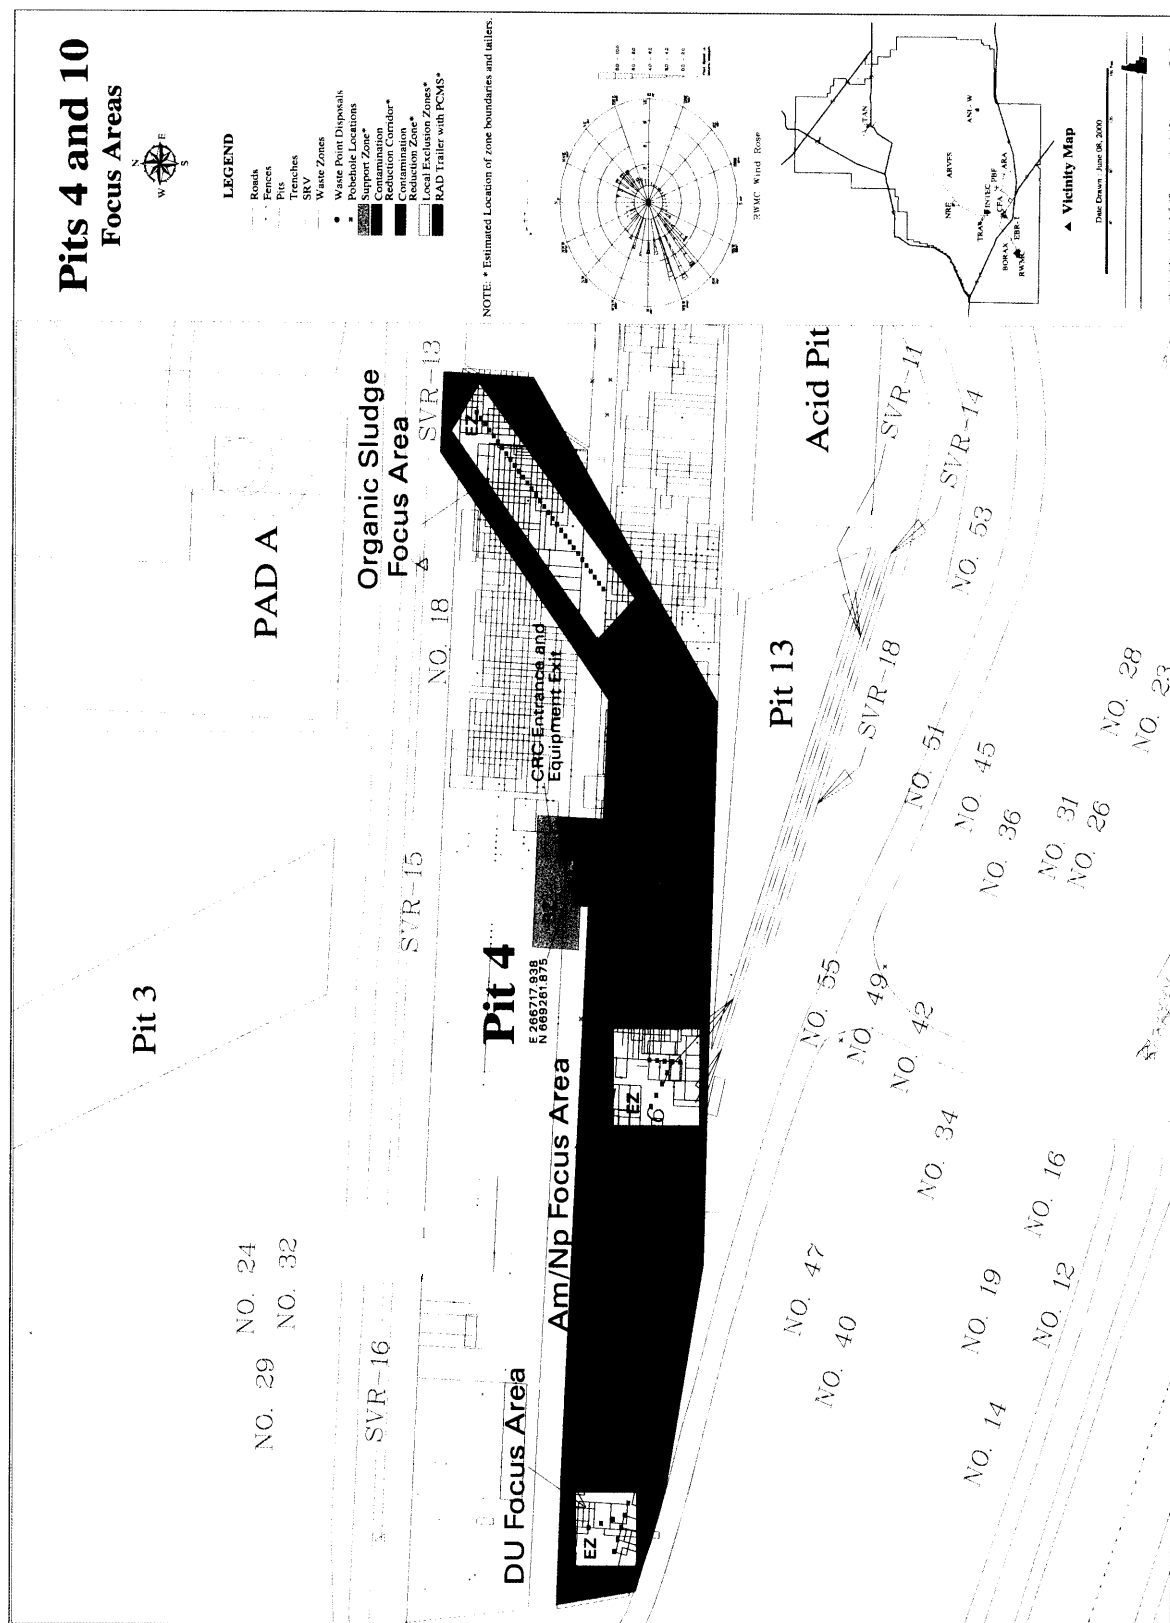 Pits 4 and 10
Focus Areas
N
E
S
W
LEGEND
Roads
Fences
Pits
Trenches
SRV
Waste Zones
Waste Point Disposals
Pobehole Locations
Support Zone*
Contamination
Reduction Corridor*
Contamination
Reduction Zone*
Local Exclusion Zones*
RAD Trailer with PCMS*
NOTE: * Estimated Location of zone boundaries and tailers.
RWMC Wind Rose
TAN
ANL-W
NRF
ARVFS
TRA
INTEC
PBF
ARA
CFA
BORAX
EBR-I
RWMC
▲ Vicinity Map
Date Drawn : June 08, 2000
Pit 3
PAD A
NO. 24
NO. 32
NO. 29
SVR-16
SVR-15
NO. 18
SVR-13
Organic Sludge
Focus Area
EZ
CRC Entrance and
Equipment Exit
Pit 4
E 266717.938
N 669261.875
Am/Np Focus Area
EZ
6
DU Focus Area
EZ
Acid Pit
Pit 13
SVR-11
SVR-14
SVR-18
NO. 53
NO. 51
NO. 45
NO. 36
NO. 28
NO. 23
NO. 31
NO. 26
NO. 55
NO. 49
NO. 42
NO. 34
NO. 16
NO. 47
NO. 40
NO. 19
NO. 12
NO. 14